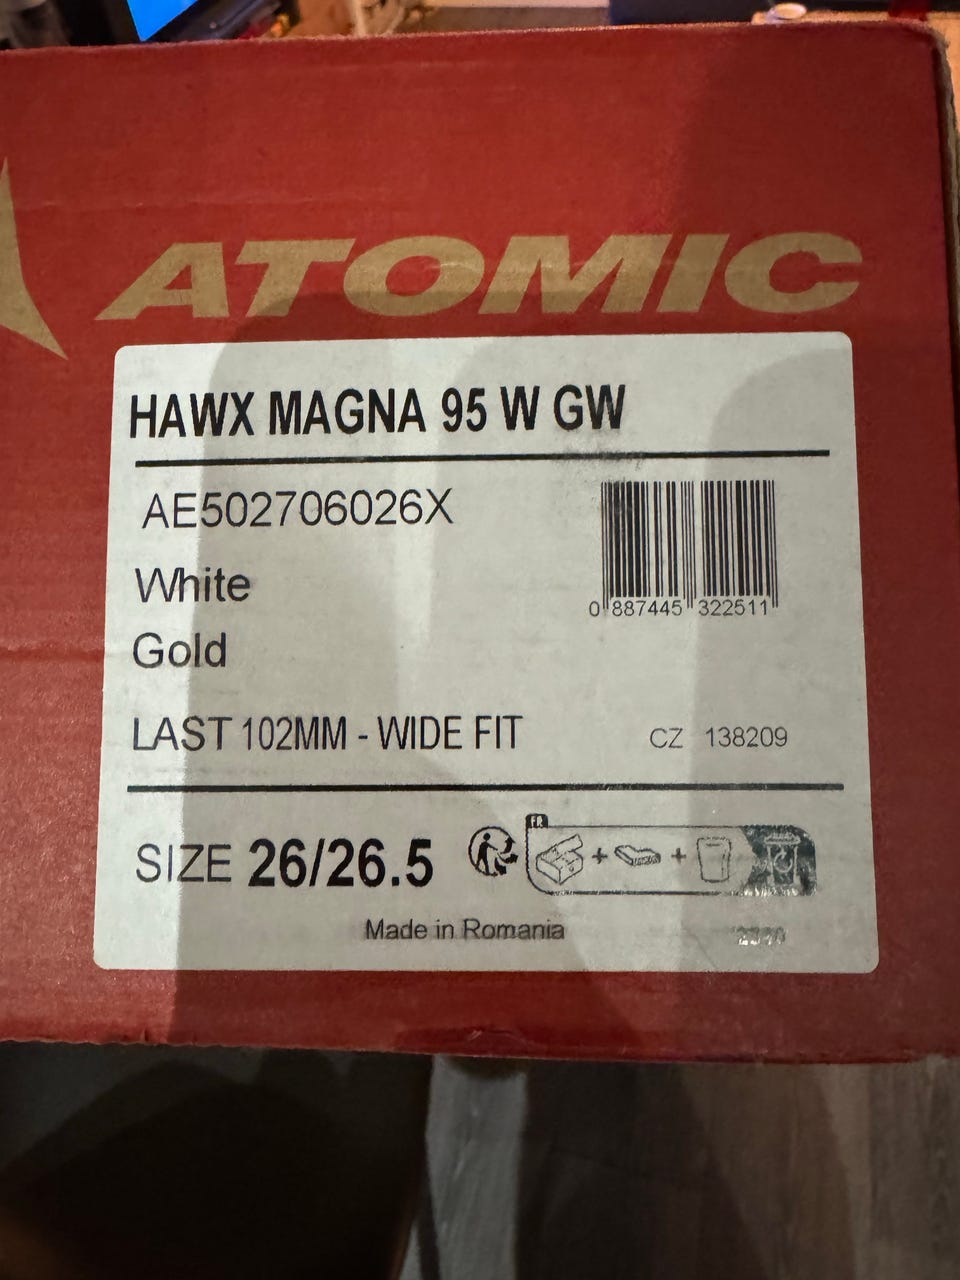 ATOMIC
HAWX MAGNA 95 W GW
AE502706026X
White
Gold
0 887445 322511
LAST 102MM - WIDE FIT
CZ 138209
SIZE 26/26.5
FR
Made in Romania